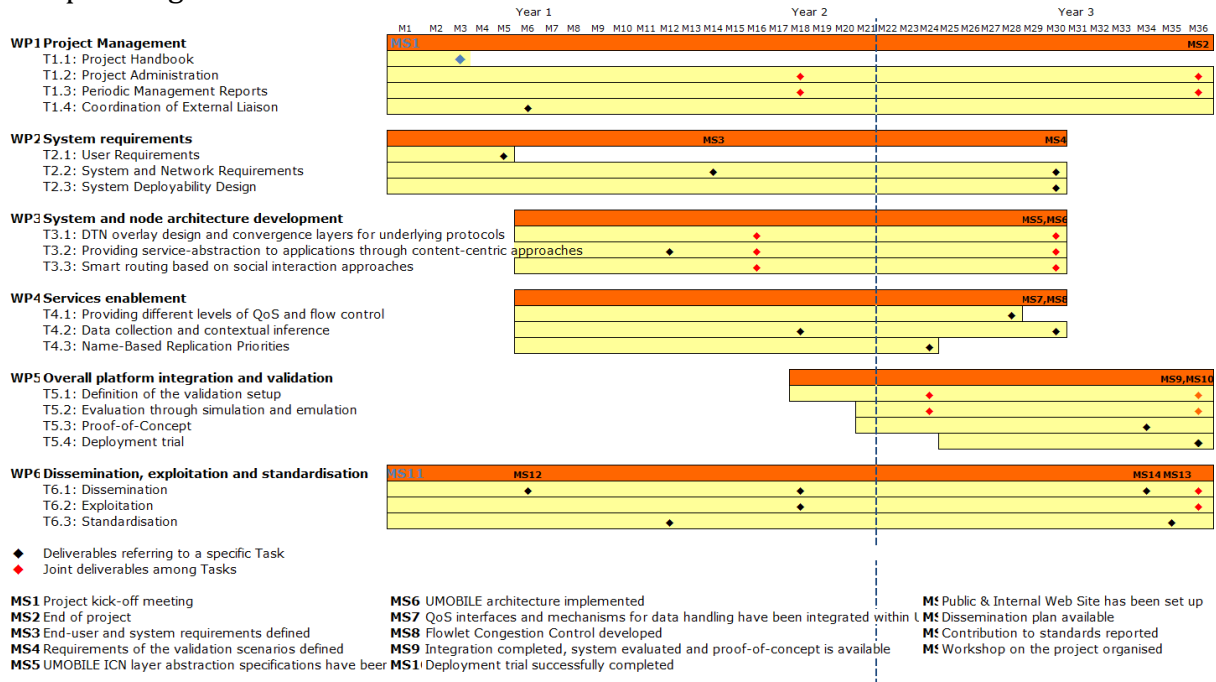 Year 1 Year 2 Year 3
M1 M2 M3 M4 M5 M6 M7 M8 M9 M10 M11 M12 M13 M14 M15 M16 M17 M18 M19 M20 M21 M22 M23 M24 M25 M26 M27 M28 M29 M30 M31 M32 M33 M34 M35 M36
WP1 Project Management MS1 MS2
T1.1: Project Handbook
T1.2: Project Administration
T1.3: Periodic Management Reports
T1.4: Coordination of External Liaison
WP2 System requirements MS3 MS4
T2.1: User Requirements
T2.2: System and Network Requirements
T2.3: System Deployability Design
WP3 System and node architecture development MS5,MS6
T3.1: DTN overlay design and convergence layers for underlying protocols
T3.2: Providing service-abstraction to applications through content-centric approaches
T3.3: Smart routing based on social interaction approaches
WP4 Services enablement MS7,MS8
T4.1: Providing different levels of QoS and flow control
T4.2: Data collection and contextual inference
T4.3: Name-Based Replication Priorities
WP5 Overall platform integration and validation MS9,MS10
T5.1: Definition of the validation setup
T5.2: Evaluation through simulation and emulation
T5.3: Proof-of-Concept
T5.4: Deployment trial
WP6 Dissemination, exploitation and standardisation MS11 MS12 MS14 MS13
T6.1: Dissemination
T6.2: Exploitation
T6.3: Standardisation
Deliverables referring to a specific Task
Joint deliverables among Tasks
MS1 Project kick-off meeting MS6 UMOBILE architecture implemented MS Public & Internal Web Site has been set up
MS2 End of project MS7 QoS interfaces and mechanisms for data handling have been integrated within MS Dissemination plan available
MS3 End-user and system requirements defined MS8 Flowlet Congestion Control developed MS Contribution to standards reported
MS4 Requirements of the validation scenarios defined MS9 Integration completed, system evaluated and proof-of-concept is available MS Workshop on the project organised
MS5 UMOBILE ICN layer abstraction specifications have been MS1 Deployment trial successfully completed